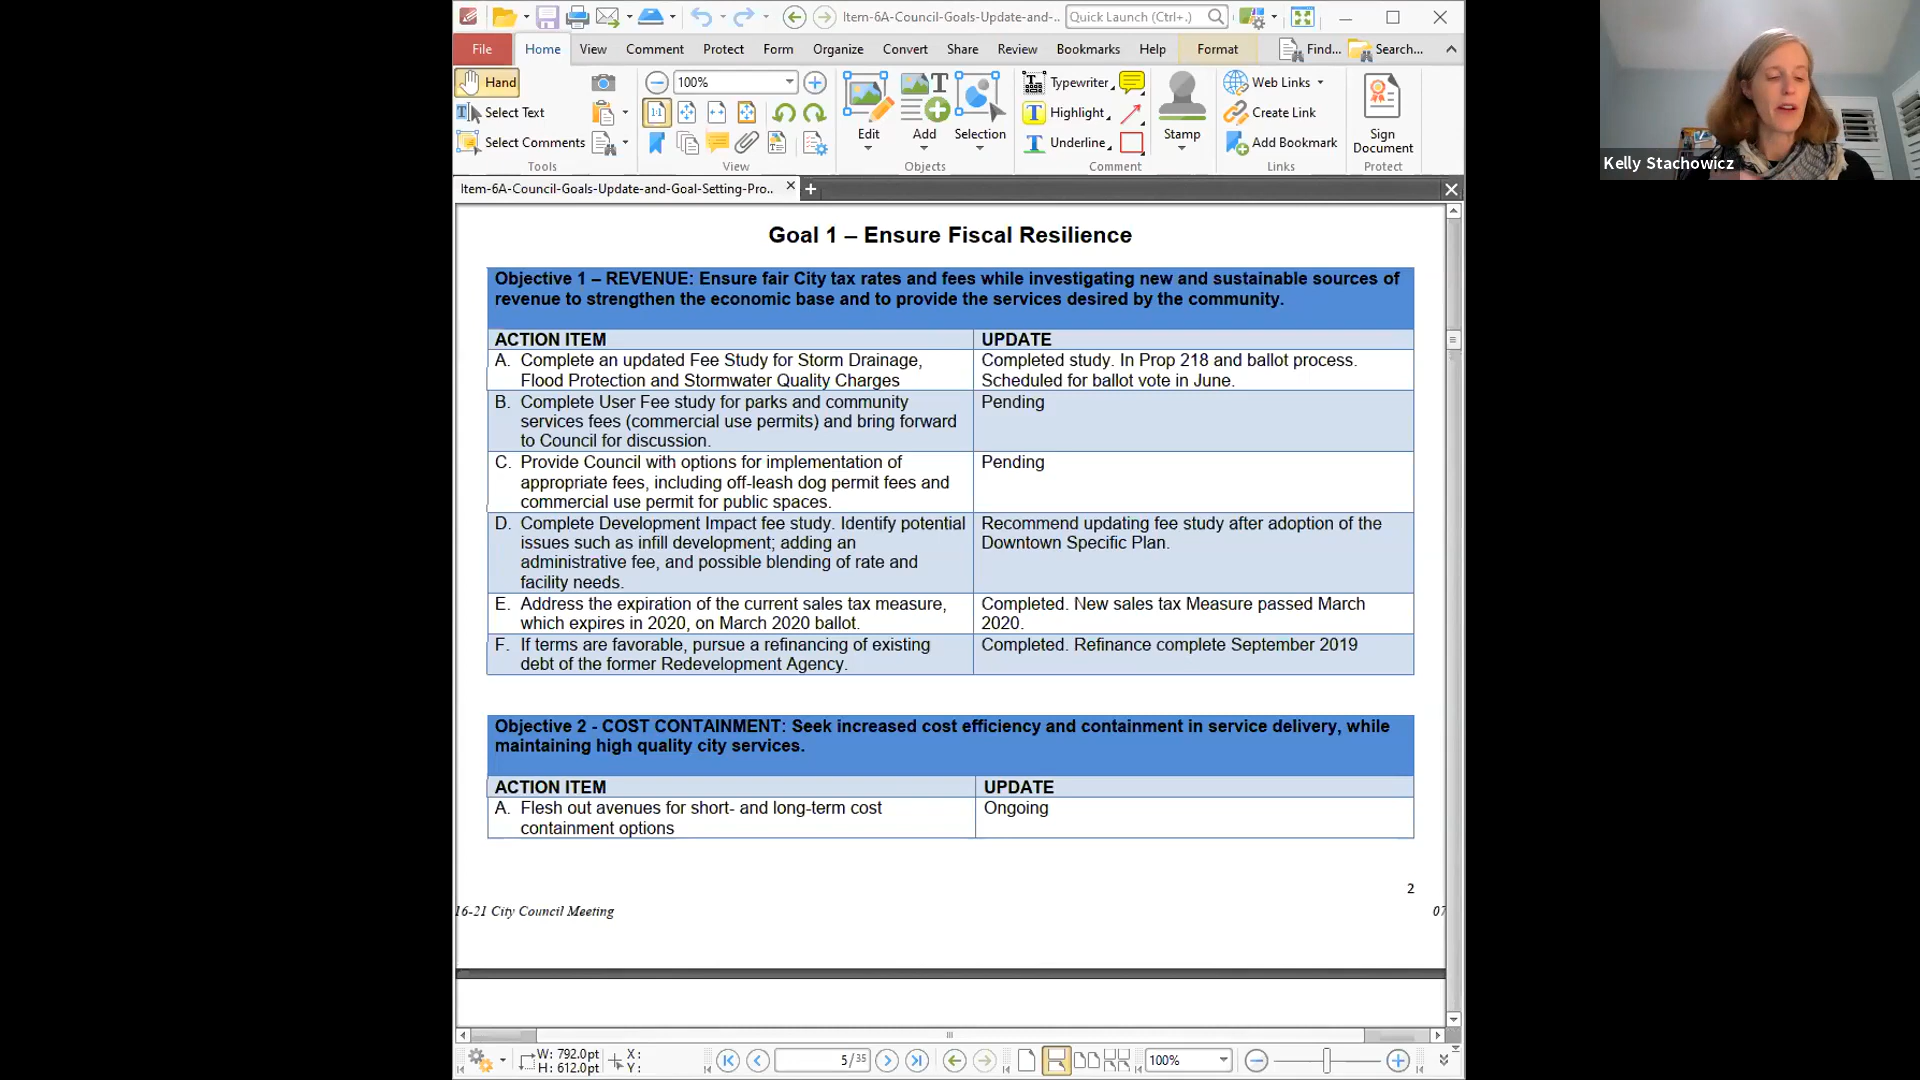 Item-6A-Council-Goals-Update-and-.. Quick Launch (Ctrl+.)
File Home View Comment Protect Form Organize Convert Share Review Bookmarks Help Format Find... Search...
Hand 100% Typewriter Web Links
Select Text Highlight Create Link
Edit Add Selection Stamp Sign Document
Select Comments Underline Add Bookmark
Tools View Objects Comment Links Protect
Item-6A-Council-Goals-Update-and-Goal-Setting-Pro..
Kelly Stachowicz
Goal 1 – Ensure Fiscal Resilience
Objective 1 – REVENUE: Ensure fair City tax rates and fees while investigating new and sustainable sources of
revenue to strengthen the economic base and to provide the services desired by the community.
ACTION ITEM UPDATE
A. Complete an updated Fee Study for Storm Drainage,
Flood Protection and Stormwater Quality Charges
Completed study. In Prop 218 and ballot process.
Scheduled for ballot vote in June.
B. Complete User Fee study for parks and community
services fees (commercial use permits) and bring forward
to Council for discussion.
Pending
C. Provide Council with options for implementation of
appropriate fees, including off-leash dog permit fees and
commercial use permit for public spaces.
Pending
D. Complete Development Impact fee study. Identify potential
issues such as infill development; adding an
administrative fee, and possible blending of rate and
facility needs.
Recommend updating fee study after adoption of the
Downtown Specific Plan.
E. Address the expiration of the current sales tax measure,
which expires in 2020, on March 2020 ballot.
Completed. New sales tax Measure passed March
2020.
F. If terms are favorable, pursue a refinancing of existing
debt of the former Redevelopment Agency.
Completed. Refinance complete September 2019
Objective 2 - COST CONTAINMENT: Seek increased cost efficiency and containment in service delivery, while
maintaining high quality city services.
ACTION ITEM UPDATE
A. Flesh out avenues for short- and long-term cost
containment options
Ongoing
2
16-21 City Council Meeting 07
W: 792.0pt X:
H: 612.0pt Y:
5/35 100%